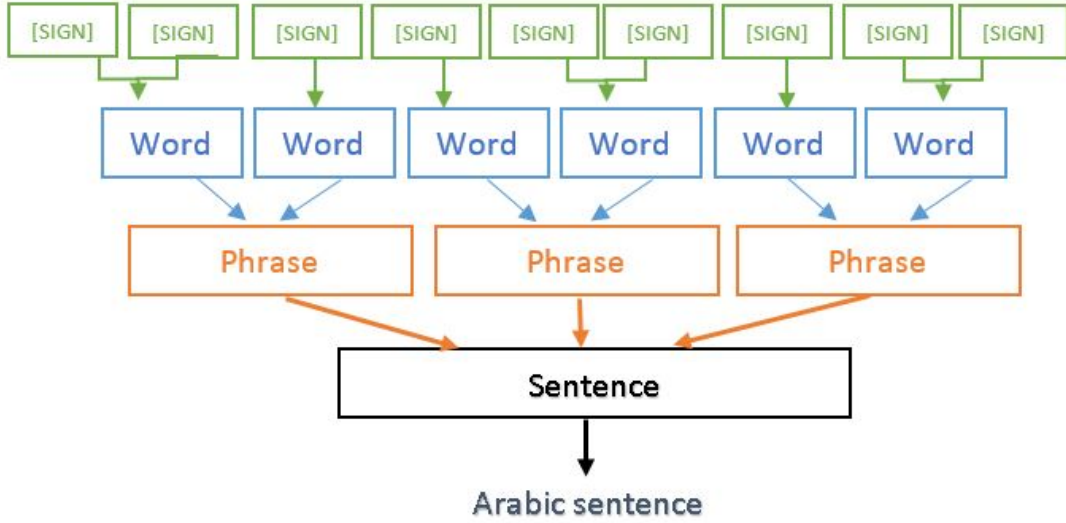 [SIGN] [SIGN] [SIGN] [SIGN] [SIGN] [SIGN] [SIGN] [SIGN] [SIGN]
Word Word Word Word Word Word
Phrase Phrase Phrase
Sentence
Arabic sentence